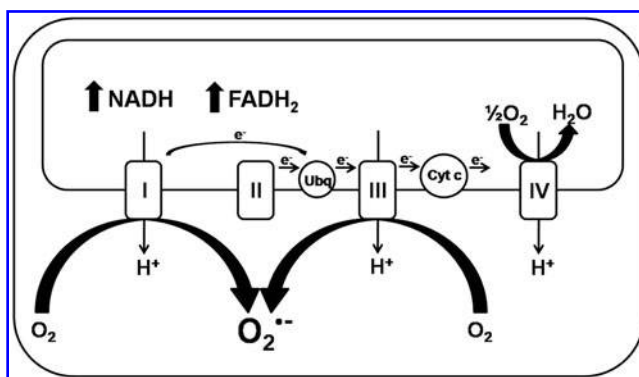 ⬆ NADH ⬆ FADH₂
½O₂ H₂O
e⁻
e⁻ e⁻ e⁻ e⁻
Ubq Cyt c
I II III IV
H⁺ H⁺ H⁺
O₂ O₂•⁻ O₂